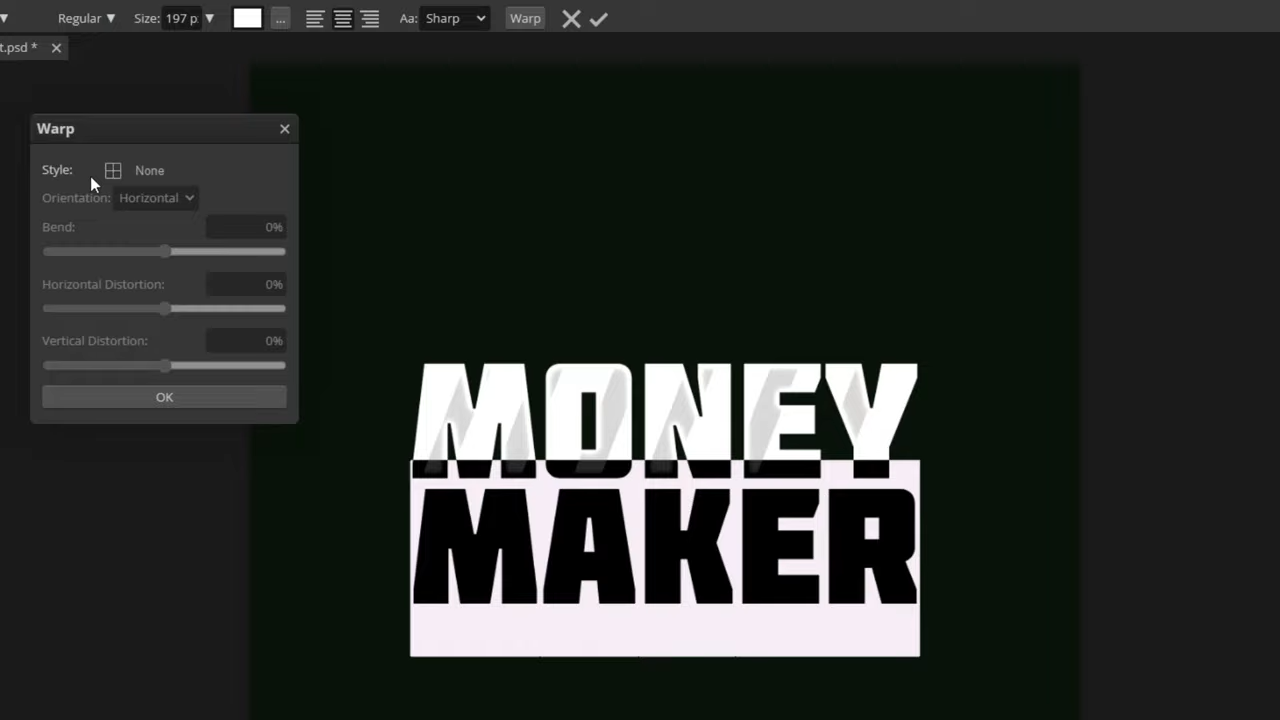 Regular ▼ Size: 197 p ▼ ... Aa: Sharp Warp
t.psd *
Warp
Style: None
Orientation: Horizontal
Bend: 0%
Horizontal Distortion: 0%
Vertical Distortion: 0%
OK
MONEY
MAKER